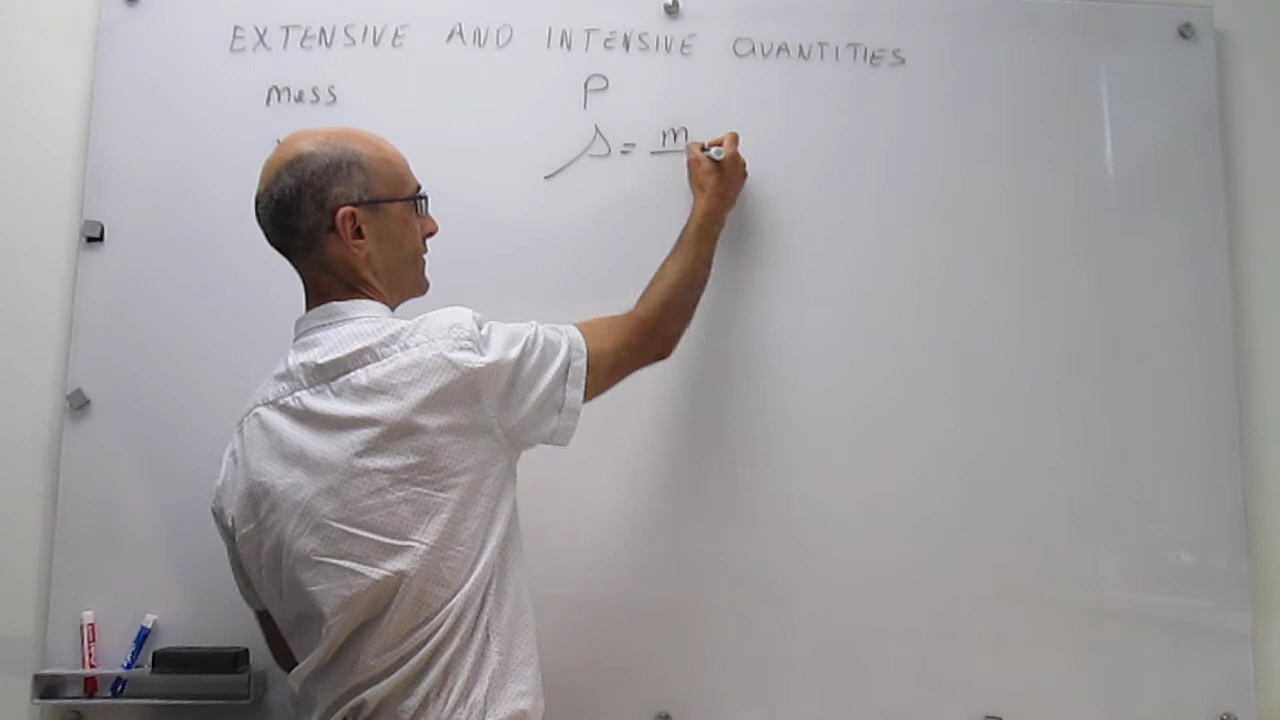 EXTENSIVE AND INTENSIVE QUANTITIES
Mass
P
ρ = m